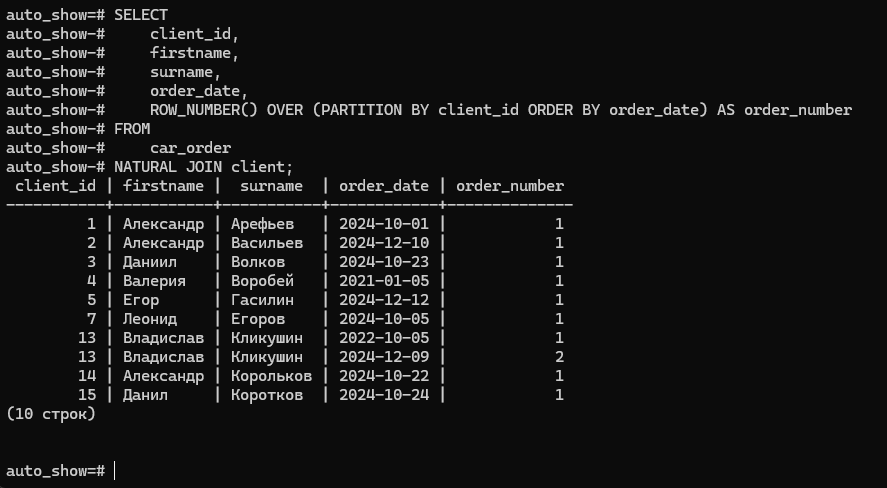 auto_show=# SELECT
auto_show-#     client_id,
auto_show-#     firstname,
auto_show-#     surname,
auto_show-#     order_date,
auto_show-#     ROW_NUMBER() OVER (PARTITION BY client_id ORDER BY order_date) AS order_number
auto_show-# FROM
auto_show-#     car_order
auto_show-# NATURAL JOIN client;
 client_id | firstname |  surname  | order_date | order_number
-----------+-----------+-----------+------------+--------------
         1 | Александр | Арефьев   | 2024-10-01 |            1
         2 | Александр | Васильев  | 2024-12-10 |            1
         3 | Даниил    | Волков    | 2024-10-23 |            1
         4 | Валерия   | Воробей   | 2021-01-05 |            1
         5 | Егор      | Гасилин   | 2024-12-12 |            1
         7 | Леонид    | Егоров    | 2024-10-05 |            1
        13 | Владислав | Кликушин  | 2022-10-05 |            1
        13 | Владислав | Кликушин  | 2024-12-09 |            2
        14 | Александр | Корольков | 2024-10-22 |            1
        15 | Данил     | Коротков  | 2024-10-24 |            1
(10 строк)
auto_show=#